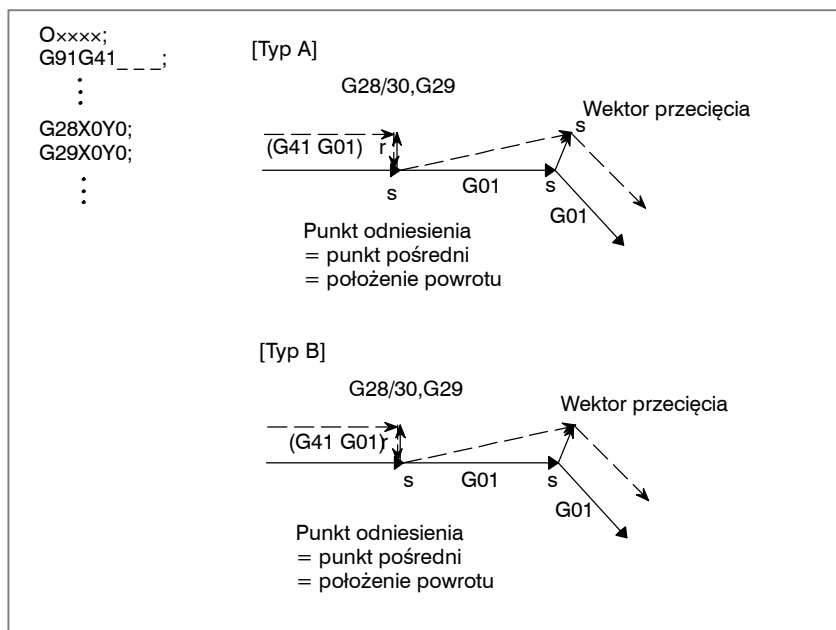 O××××;
G91G41_ _ _;
G28X0Y0;
G29X0Y0;
[Typ A]
G28/30,G29
Wektor przecięcia
s
(G41 G01)
r
s
G01
s
G01
Punkt odniesienia
= punkt pośredni
= położenie powrotu
[Typ B]
G28/30,G29
Wektor przecięcia
(G41 G01)
r
s
G01
s
G01
Punkt odniesienia
= punkt pośredni
= położenie powrotu